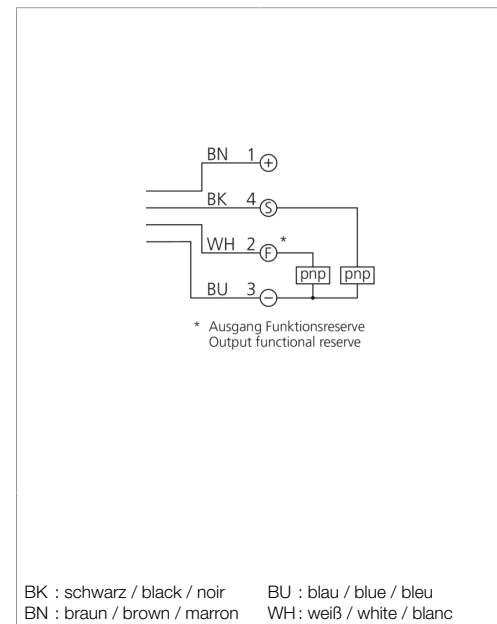 BN 1 +
BK 4 S
WH 2 F *
pnp pnp
BU 3 −
* Ausgang Funktionsreserve
Output functional reserve
BK : schwarz / black / noir BU : blau / blue / bleu
BN : braun / brown / marron WH : weiß / white / blanc